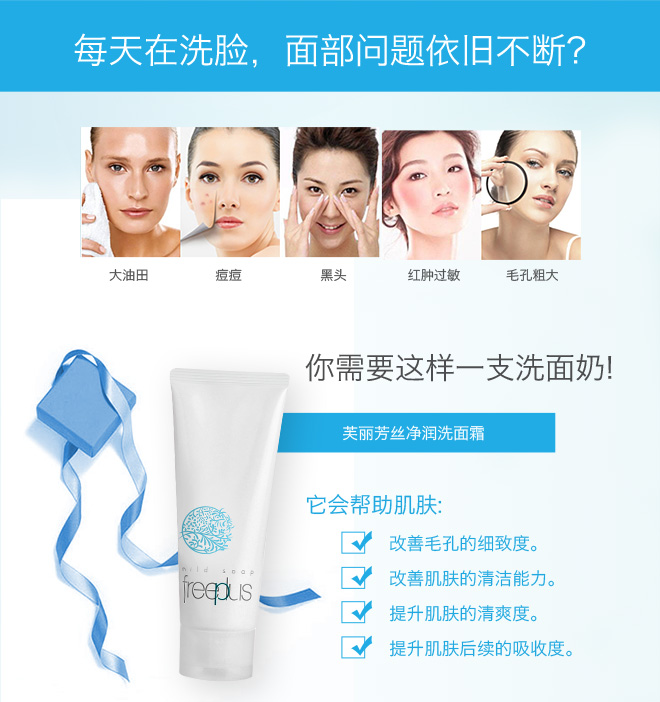 每天在洗脸，面部问题依旧不断？
大油田 痘痘 黑头 红肿过敏 毛孔粗大
你需要这样一支洗面奶！
芙丽芳丝净润洗面霜
它会帮助肌肤:
改善毛孔的细致度。
改善肌肤的清洁能力。
提升肌肤的清爽度。
提升肌肤后续的吸收度。
mild soap
freeplus